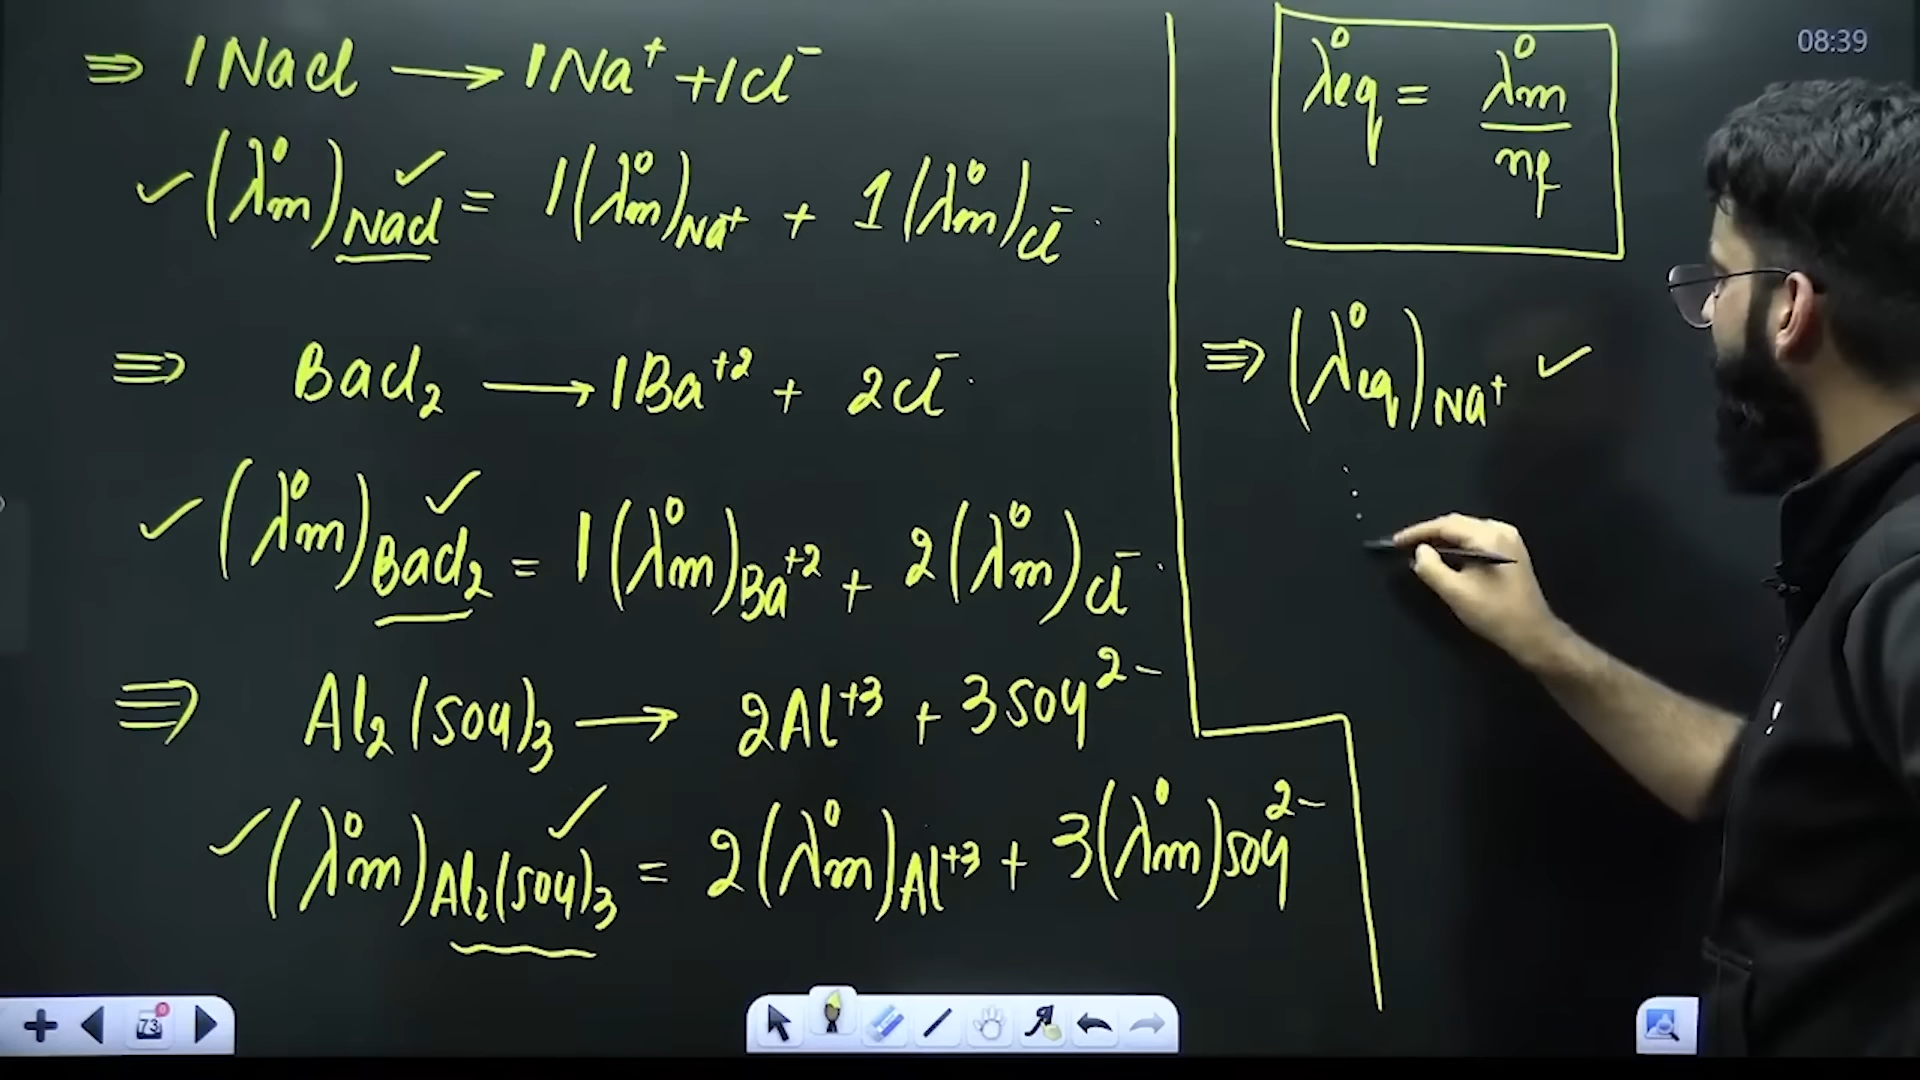 ⇛ 1NaCl ⟶ 1Na⁺ + 1Cl⁻
✓ (λ°m)NaCl ✓ = 1(λ°m)Na⁺ + 1(λ°m)Cl⁻
⇛ BaCl₂ ⟶ 1Ba⁺² + 2Cl⁻
✓ (λ°m)BaCl₂ ✓ = 1(λ°m)Ba⁺² + 2(λ°m)Cl⁻
⇛ Al₂(SO₄)₃ ⟶ 2Al⁺³ + 3SO₄²⁻
✓ (λ°m)Al₂(SO₄)₃ ✓ = 2(λ°m)Al⁺³ + 3(λ°m)SO₄²⁻
λ°eq = λ°m / nf
⇛ (λ°eq)Na⁺ ✓
08:39
73
0